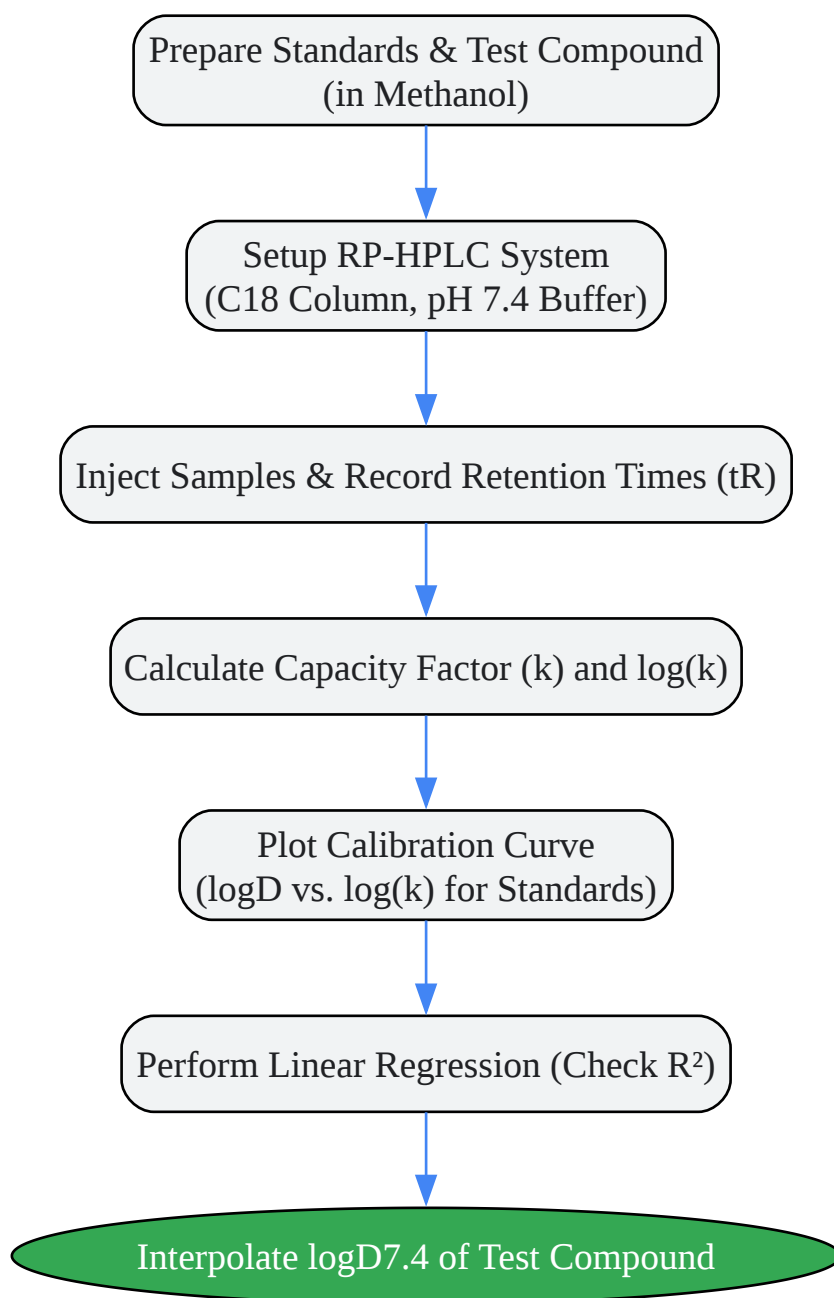 Prepare Standards & Test Compound
(in Methanol)
Setup RP-HPLC System
(C18 Column, pH 7.4 Buffer)
Inject Samples & Record Retention Times (tR)
Calculate Capacity Factor (k) and log(k)
Plot Calibration Curve
(logD vs. log(k) for Standards)
Perform Linear Regression (Check R²)
Interpolate logD7.4 of Test Compound